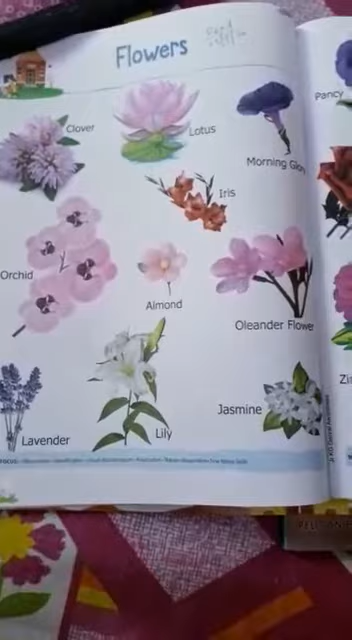 Flowers
Clover
Lotus
Pancy
Morning Glory
Iris
Orchid
Almond
Oleander Flower
Jasmine
Lavender
Lily